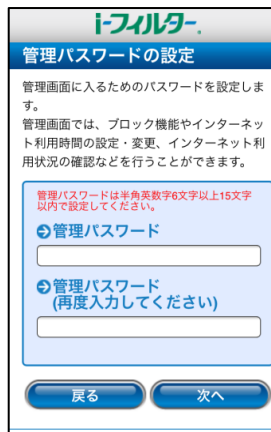 i-フィルター.
管理パスワードの設定
管理画面に入るためのパスワードを設定しま
す。
管理画面では、ブロック機能やインターネッ
ト利用時間の設定・変更、インターネット利
用状況の確認などを行うことができます。
管理パスワードは半角英数字6文字以上15文字
以内で設定してください。
管理パスワード
管理パスワード
(再度入力してください)
戻る
次へ